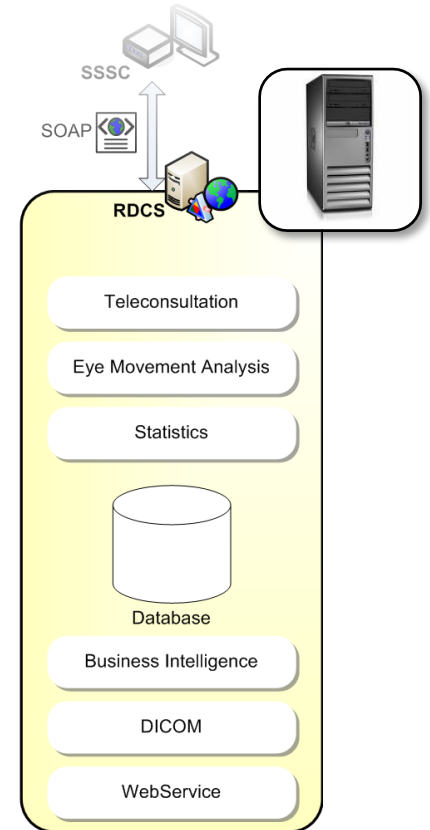 SSSC
SOAP
RDCS
Teleconsultation
Eye Movement Analysis
Statistics
Database
Business Intelligence
DICOM
WebService